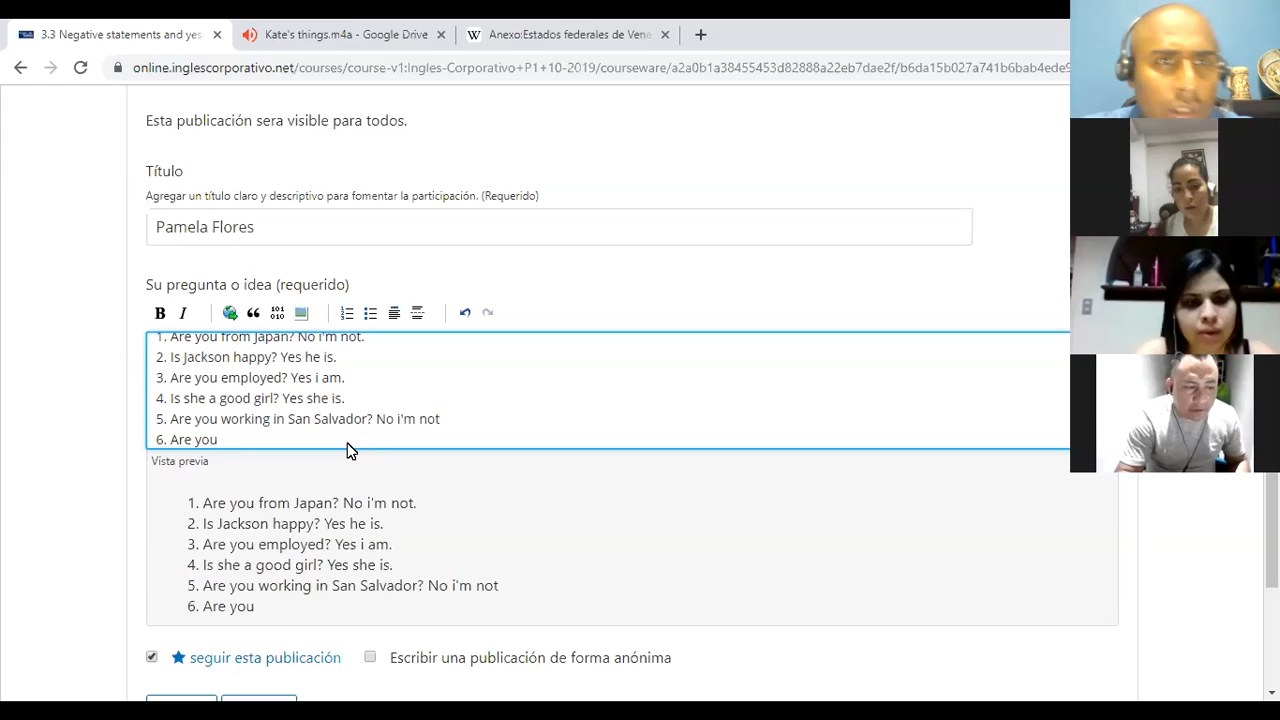 3.3 Negative statements and yes
Kate's things.m4a - Google Drive
Anexo:Estados federales de Vene
online.inglescorporativo.net/courses/course-v1:Ingles-Corporativo+P1+10-2019/courseware/a2a0b1a38455453d82888a22eb7dae2f/b6da15b027a741b6bab4ede9
Esta publicación sera visible para todos.
Título
Agregar un título claro y descriptivo para fomentar la participación. (Requerido)
Pamela Flores
Su pregunta o idea (requerido)
B I
1. Are you from Japan? No i'm not.
2. Is Jackson happy? Yes he is.
3. Are you employed? Yes i am.
4. Is she a good girl? Yes she is.
5. Are you working in San Salvador? No i'm not
6. Are you
Vista previa
1. Are you from Japan? No i'm not.
2. Is Jackson happy? Yes he is.
3. Are you employed? Yes i am.
4. Is she a good girl? Yes she is.
5. Are you working in San Salvador? No i'm not
6. Are you
seguir esta publicación
Escribir una publicación de forma anónima